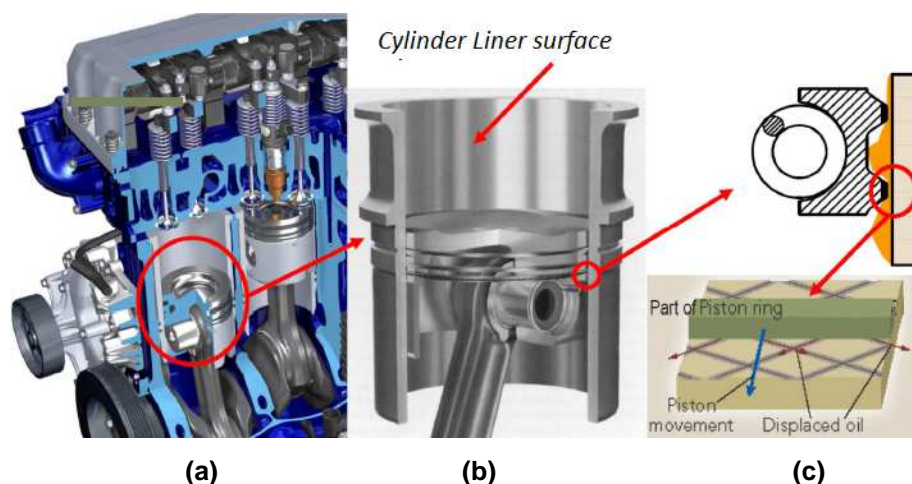 Cylinder Liner surface
Part of Piston ring
Piston
movement
Displaced oil
(a)
(b)
(c)